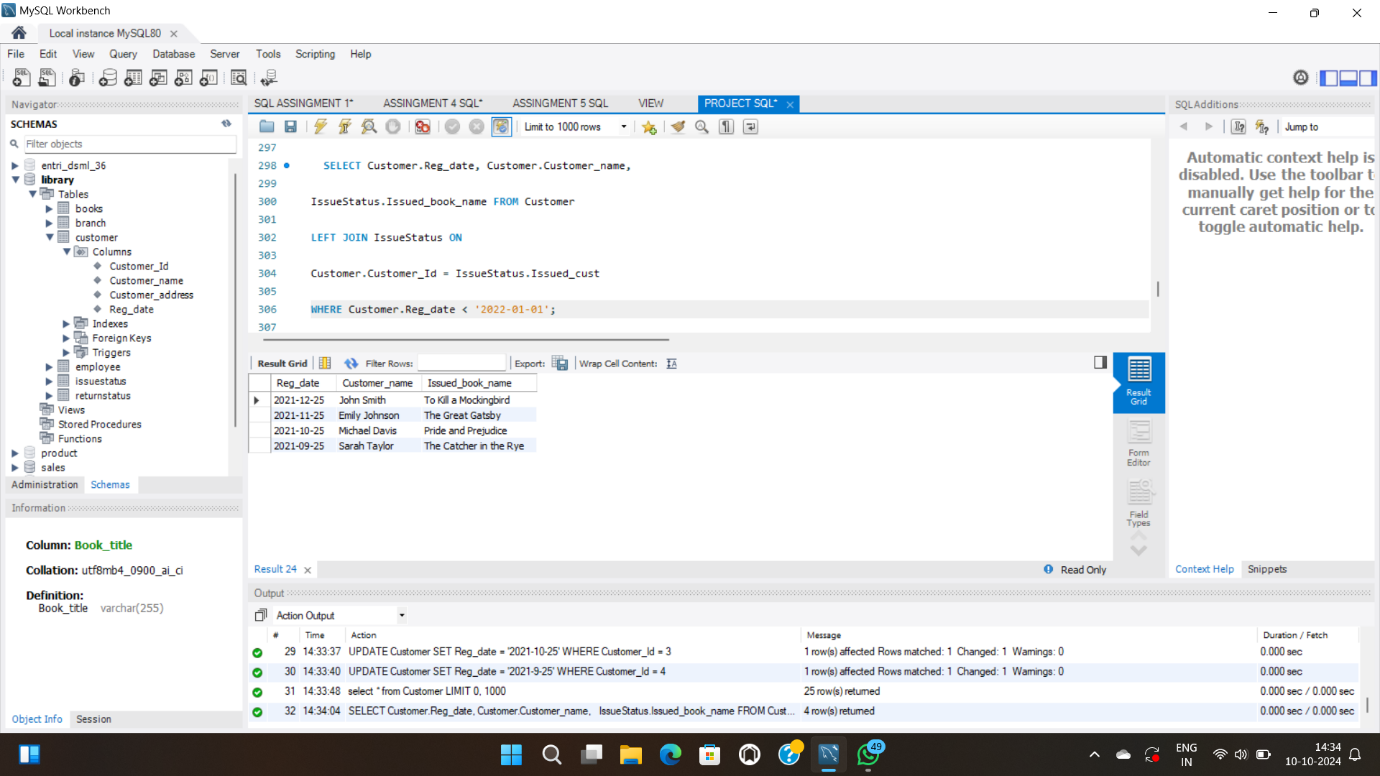 MySQL Workbench
Local instance MySQL80
File Edit View Query Database Server Tools Scripting Help
Navigator
SCHEMAS
Filter objects
entri_dsml_36
library
Tables
books
branch
customer
Columns
Customer_Id
Customer_name
Customer_address
Reg_date
Indexes
Foreign Keys
Triggers
employee
issuestatus
returnstatus
Views
Stored Procedures
Functions
product
sales
Administration Schemas
Information
Column: Book_title
Collation: utf8mb4_0900_ai_ci
Definition:
Book_title varchar(255)
Object Info Session
SQL ASSINGMENT 1* ASSINGMENT 4 SQL* ASSINGMENT 5 SQL VIEW PROJECT SQL*
Limit to 1000 rows
297
298 SELECT Customer.Reg_date, Customer.Customer_name,
299
300 IssueStatus.Issued_book_name FROM Customer
301
302 LEFT JOIN IssueStatus ON
303
304 Customer.Customer_Id = IssueStatus.Issued_cust
305
306 WHERE Customer.Reg_date < '2022-01-01';
307
Result Grid Filter Rows: Export: Wrap Cell Content:
Reg_date Customer_name Issued_book_name
2021-12-25 John Smith To Kill a Mockingbird
2021-11-25 Emily Johnson The Great Gatsby
2021-10-25 Michael Davis Pride and Prejudice
2021-09-25 Sarah Taylor The Catcher in the Rye
Result
Grid
Form
Editor
Field
Types
Result 24 Read Only
Output
Action Output
# Time Action Message Duration / Fetch
29 14:33:37 UPDATE Customer SET Reg_date = '2021-10-25' WHERE Customer_Id = 3 1 row(s) affected Rows matched: 1 Changed: 1 Warnings: 0 0.000 sec
30 14:33:40 UPDATE Customer SET Reg_date = '2021-9-25' WHERE Customer_Id = 4 1 row(s) affected Rows matched: 1 Changed: 1 Warnings: 0 0.000 sec
31 14:33:48 select * from Customer LIMIT 0, 1000 25 row(s) returned 0.000 sec / 0.000 sec
32 14:34:04 SELECT Customer.Reg_date, Customer.Customer_name, IssueStatus.Issued_book_name FROM Cust... 4 row(s) returned 0.000 sec / 0.000 sec
SQLAdditions
Jump to
Automatic context help is
disabled. Use the toolbar t
manually get help for the
current caret position or to
toggle automatic help.
Context Help Snippets
49
ENG
IN
14:34
10-10-2024